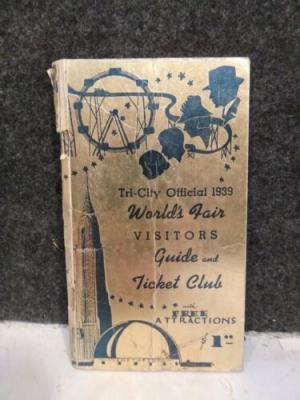 Tri-City Official 1939
World's Fair
VISITORS
Guide and
Ticket Club
with FREE
ATTRACTIONS
$1.00